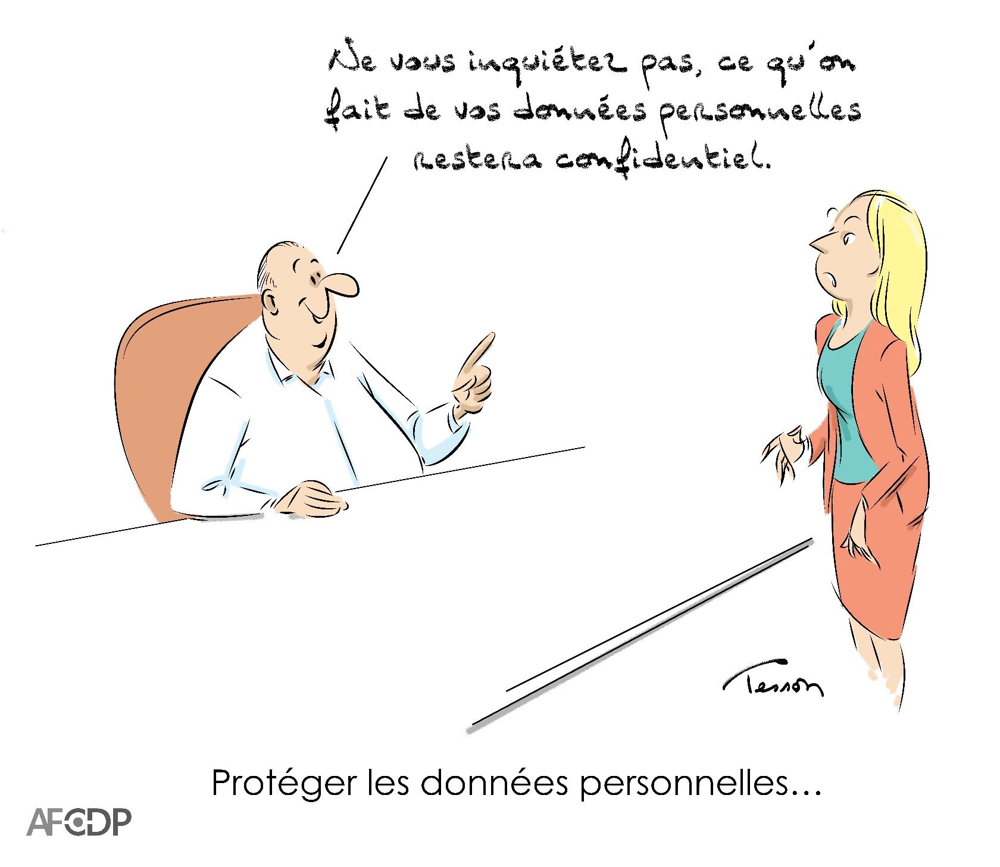 Ne vous inquiétez pas, ce qu'on
fait de vos données personnelles
restera confidentiel.
Tesson
Protéger les données personnelles...
AFCDP